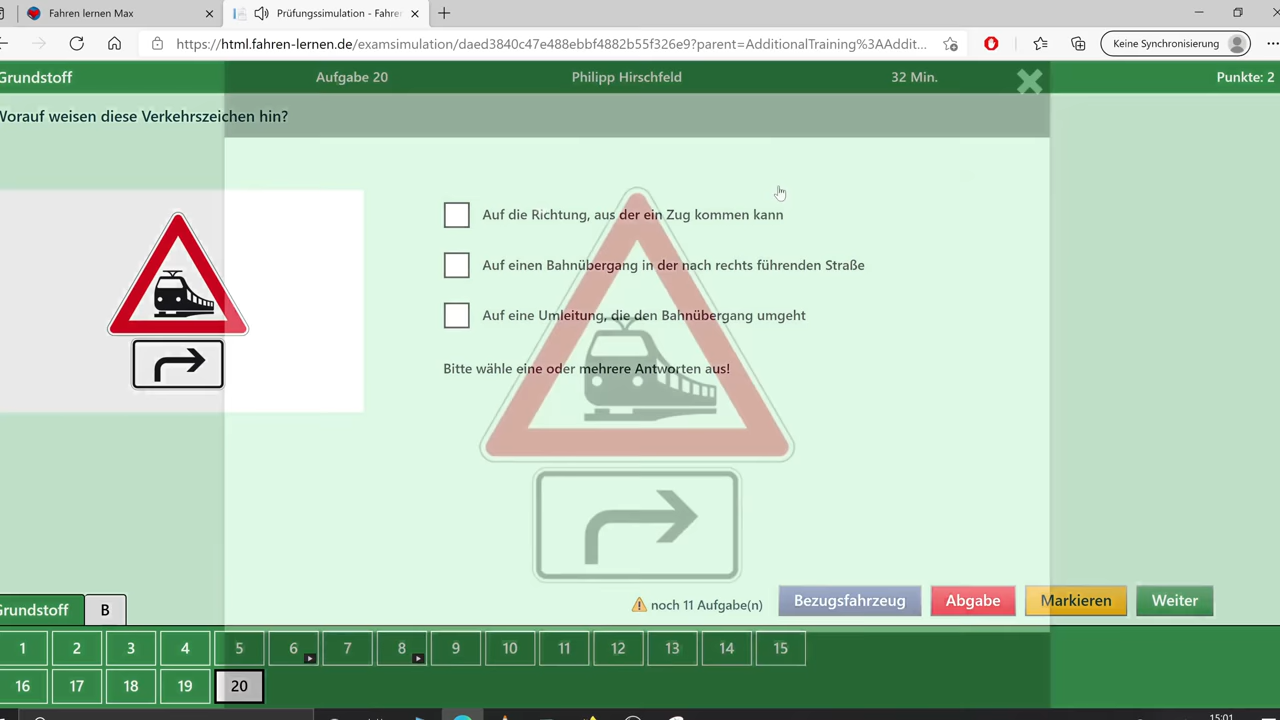 Fahren lernen Max
Prüfungssimulation - Fahre
https://html.fahren-lernen.de/examsimulation/daed3840c47e488ebbf4882b55f326e9?parent=AdditionalTraining%3AAddit...
Keine Synchronisierung
Grundstoff
Aufgabe 20
Philipp Hirschfeld
32 Min.
Punkte: 2
Worauf weisen diese Verkehrszeichen hin?
Auf die Richtung, aus der ein Zug kommen kann
Auf einen Bahnübergang in der nach rechts führenden Straße
Auf eine Umleitung, die den Bahnübergang umgeht
Bitte wähle eine oder mehrere Antworten aus!
noch 11 Aufgabe(n)
Bezugsfahrzeug
Abgabe
Markieren
Weiter
Grundstoff
B
1 2 3 4 5 6 7 8 9 10 11 12 13 14 15
16 17 18 19 20
15:01